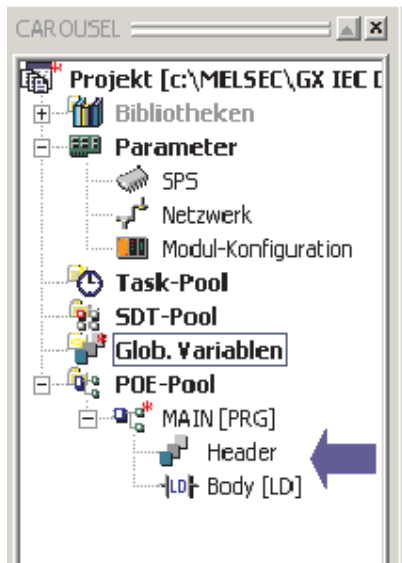 CAROUSEL
Projekt [c:\MELSEC\GX IEC D
Bibliotheken
Parameter
SPS
Netzwerk
Modul-Konfiguration
Task-Pool
SDT-Pool
Glob. Variablen
POE-Pool
MAIN [PRG]
Header
LD Body [LD]